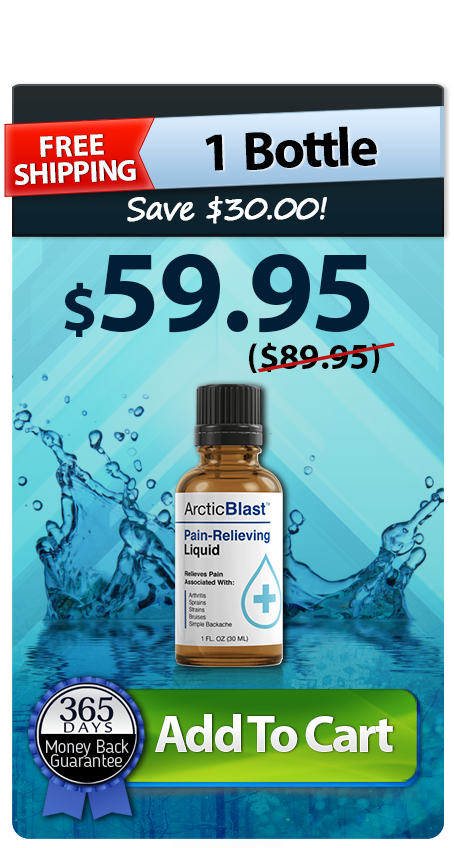 FREE
SHIPPING
1 Bottle
Save $30.00!
$59.95
($89.95)
ArcticBlast™
Pain-Relieving
Liquid
Relieves Pain
Associated With:
Arthritis
Sprains
Strains
Bruises
Simple Backache
1 FL. OZ (30 ML)
365
DAYS
Money Back
Guarantee
Add To Cart